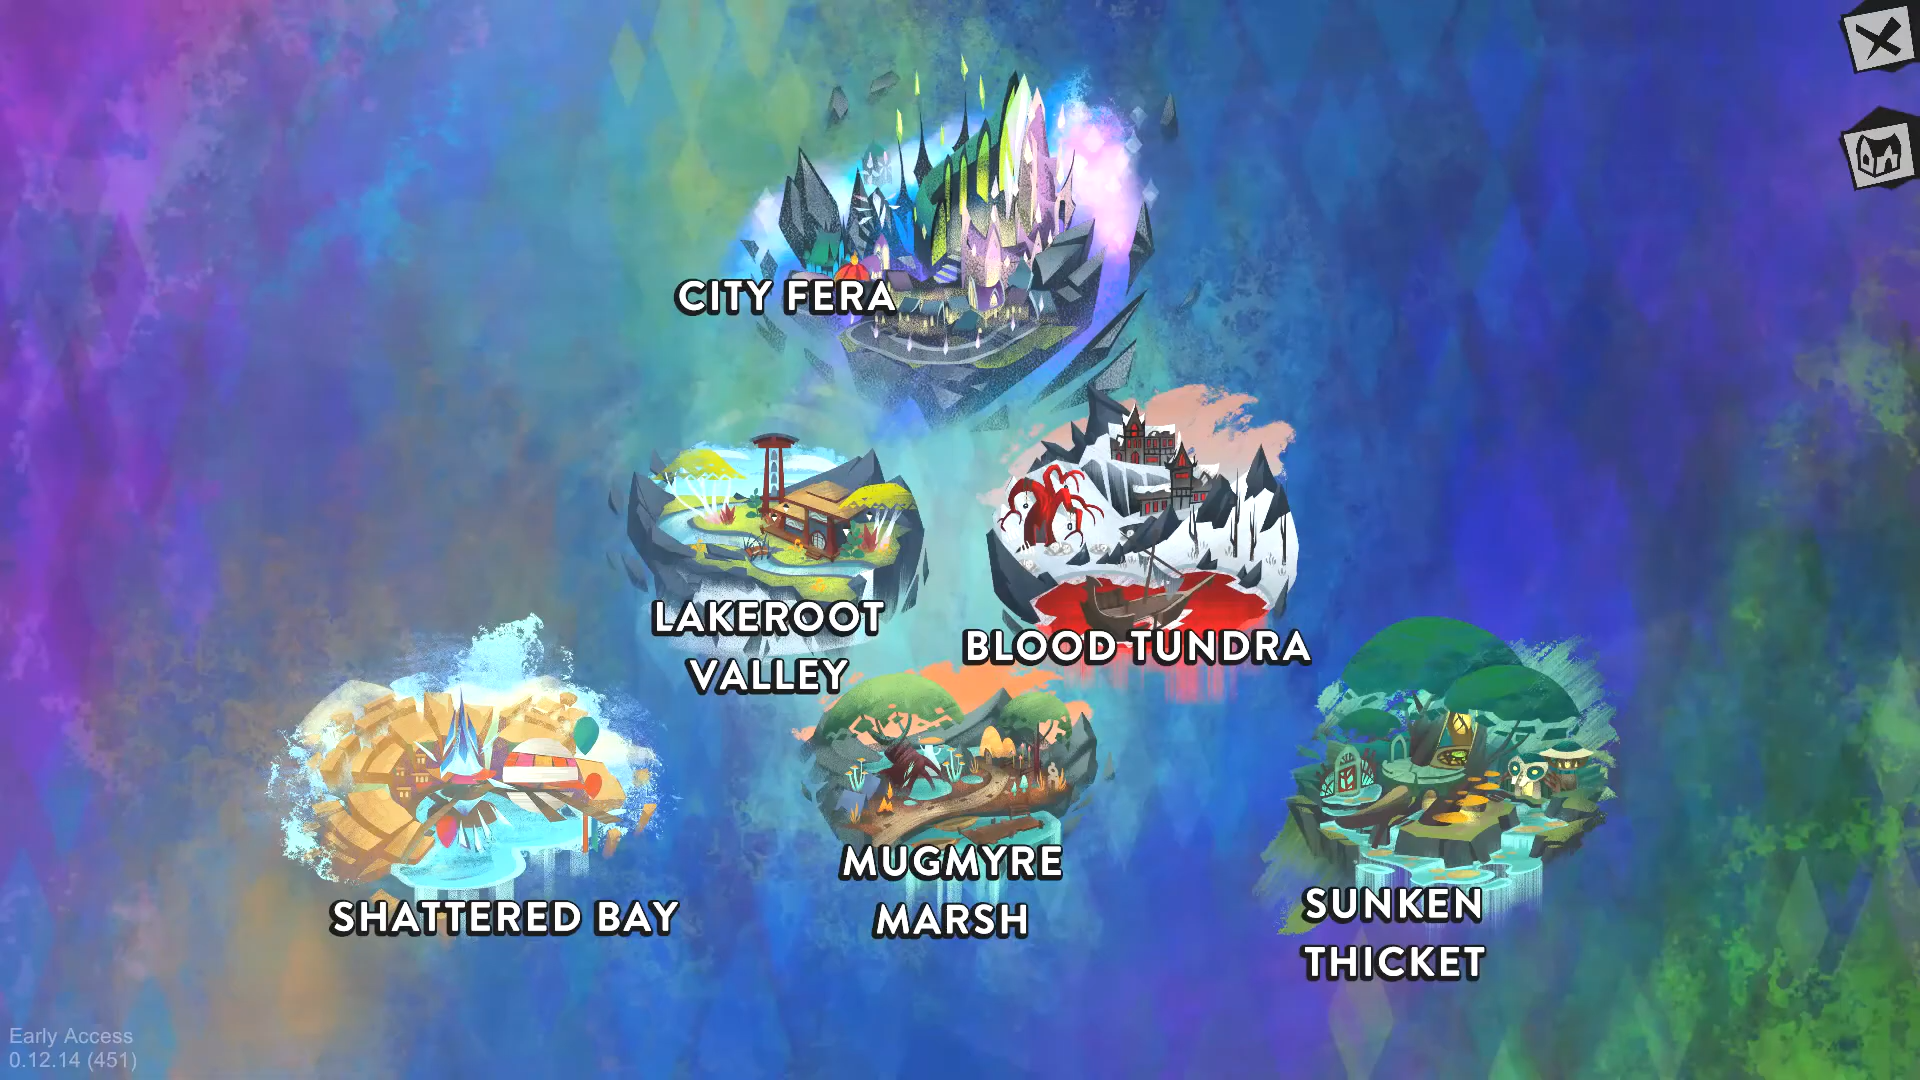 CITY FERA
LAKEROOT
VALLEY
BLOOD TUNDRA
SHATTERED BAY
MUGMYRE
MARSH
SUNKEN
THICKET
Early Access
0.12.14 (451)